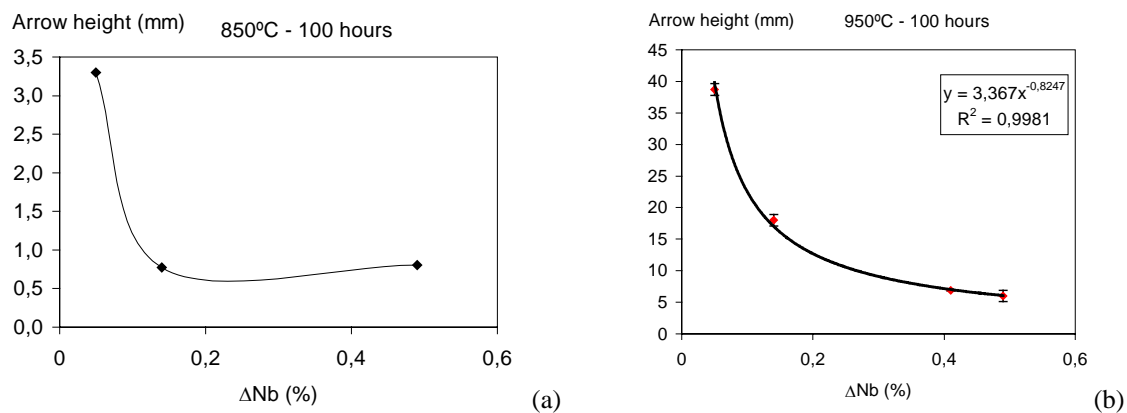 Arrow height (mm)
850ºC - 100 hours
3,5
3,0
2,5
2,0
1,5
1,0
0,5
0,0
0
0,2
0,4
0,6
ΔNb (%)
(a)
Arrow height (mm)
950ºC - 100 hours
45
40
35
30
25
20
15
10
5
0
y = 3,367x^-0,8247
R² = 0,9981
0
0,2
0,4
0,6
ΔNb (%)
(b)